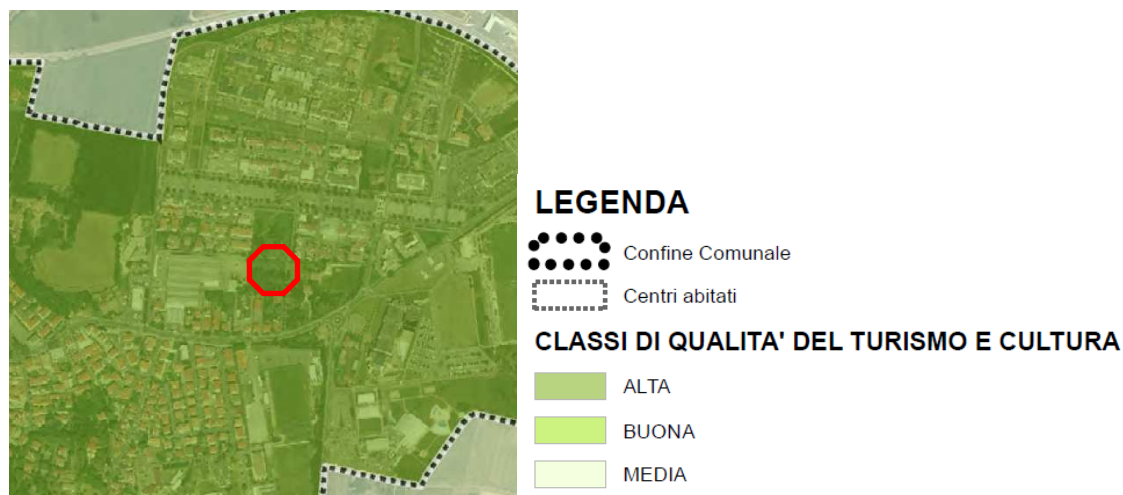 LEGENDA
Confine Comunale
Centri abitati
CLASSI DI QUALITA' DEL TURISMO E CULTURA
ALTA
BUONA
MEDIA